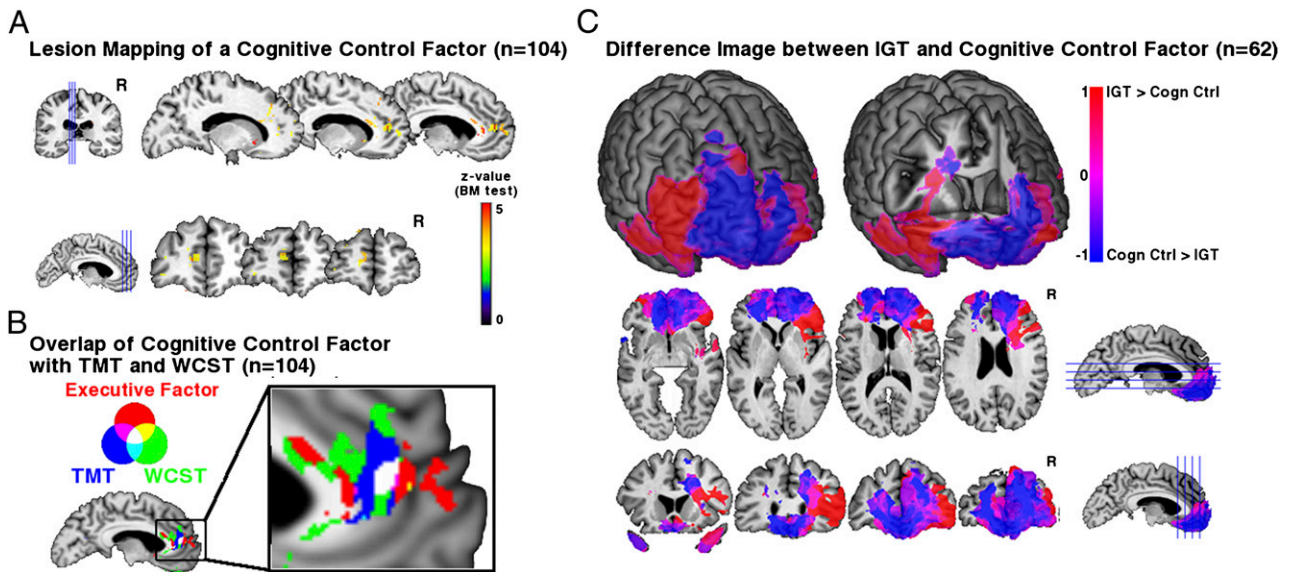 A
Lesion Mapping of a Cognitive Control Factor (n=104)
R
z-value
(BM test)
5
0
R
B
Overlap of Cognitive Control Factor
with TMT and WCST (n=104)
Executive Factor
TMT
WCST
C
Difference Image between IGT and Cognitive Control Factor (n=62)
1
IGT > Cogn Ctrl
0
-1
Cogn Ctrl > IGT
R
R